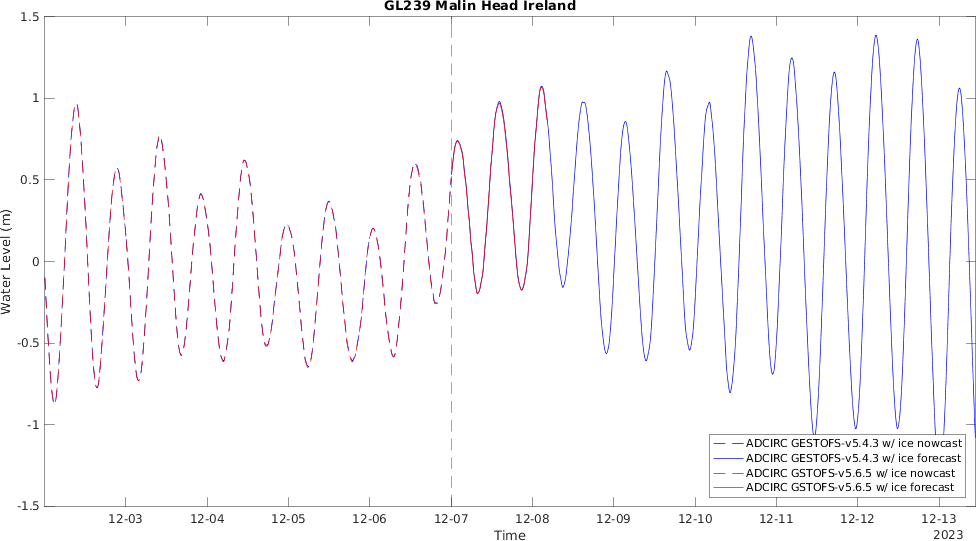 GL239 Malin Head Ireland
1.5
1
0.5
0
-0.5
-1
-1.5
Water Level (m)
12-03 12-04 12-05 12-06 12-07 12-08 12-09 12-10 12-11 12-12 12-13
Time
2023
ADCIRC GESTOFS-v5.4.3 w/ ice nowcast
ADCIRC GESTOFS-v5.4.3 w/ ice forecast
ADCIRC GSTOFS-v5.6.5 w/ ice nowcast
ADCIRC GSTOFS-v5.6.5 w/ ice forecast